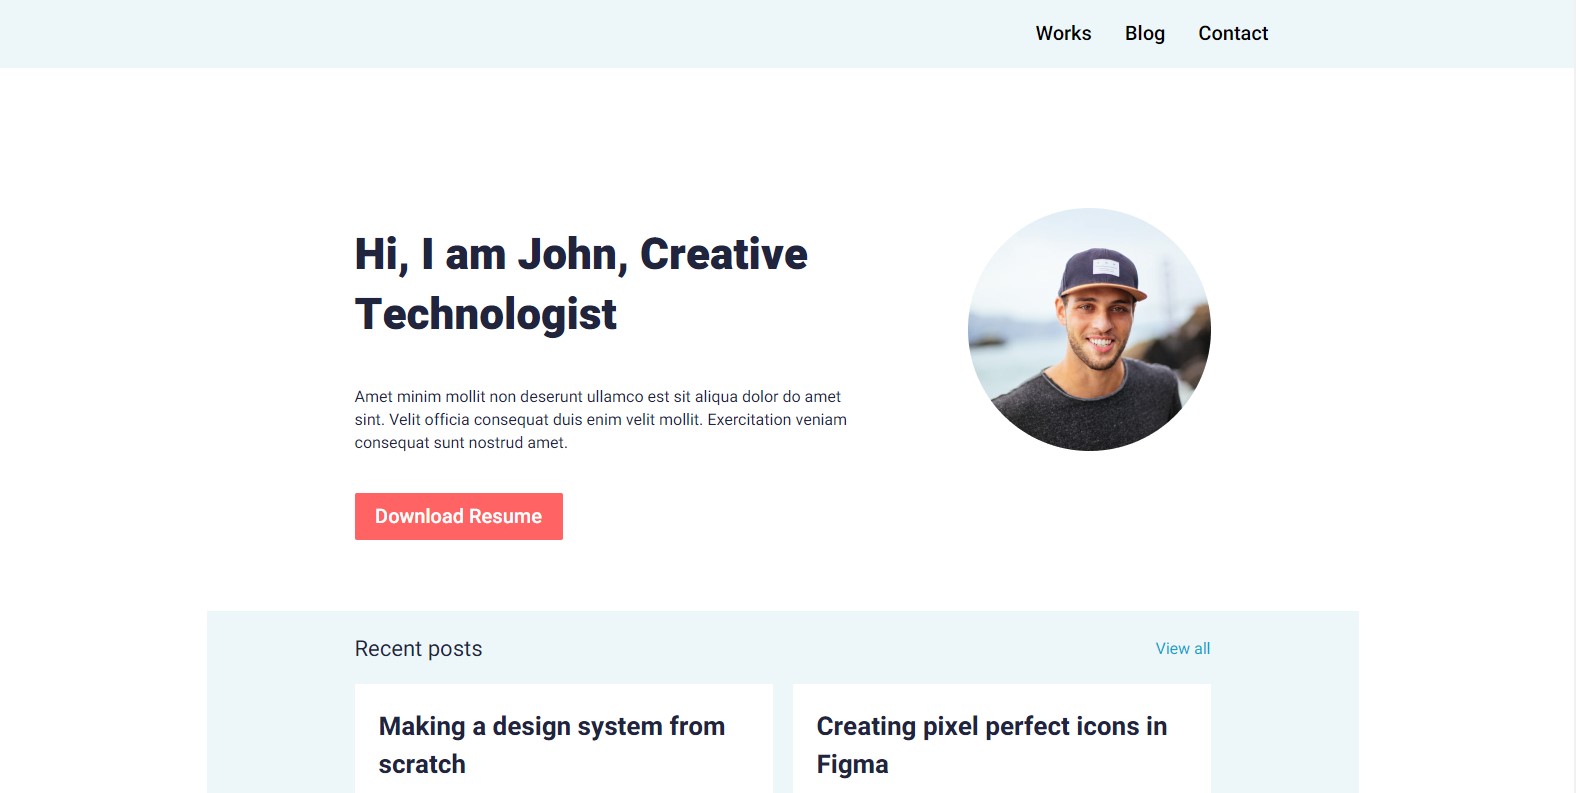 Works Blog Contact
Hi, I am John, Creative
Technologist
Amet minim mollit non deserunt ullamco est sit aliqua dolor do amet
sint. Velit officia consequat duis enim velit mollit. Exercitation veniam
consequat sunt nostrud amet.
Download Resume
Recent posts
View all
Making a design system from
scratch
Creating pixel perfect icons in
Figma